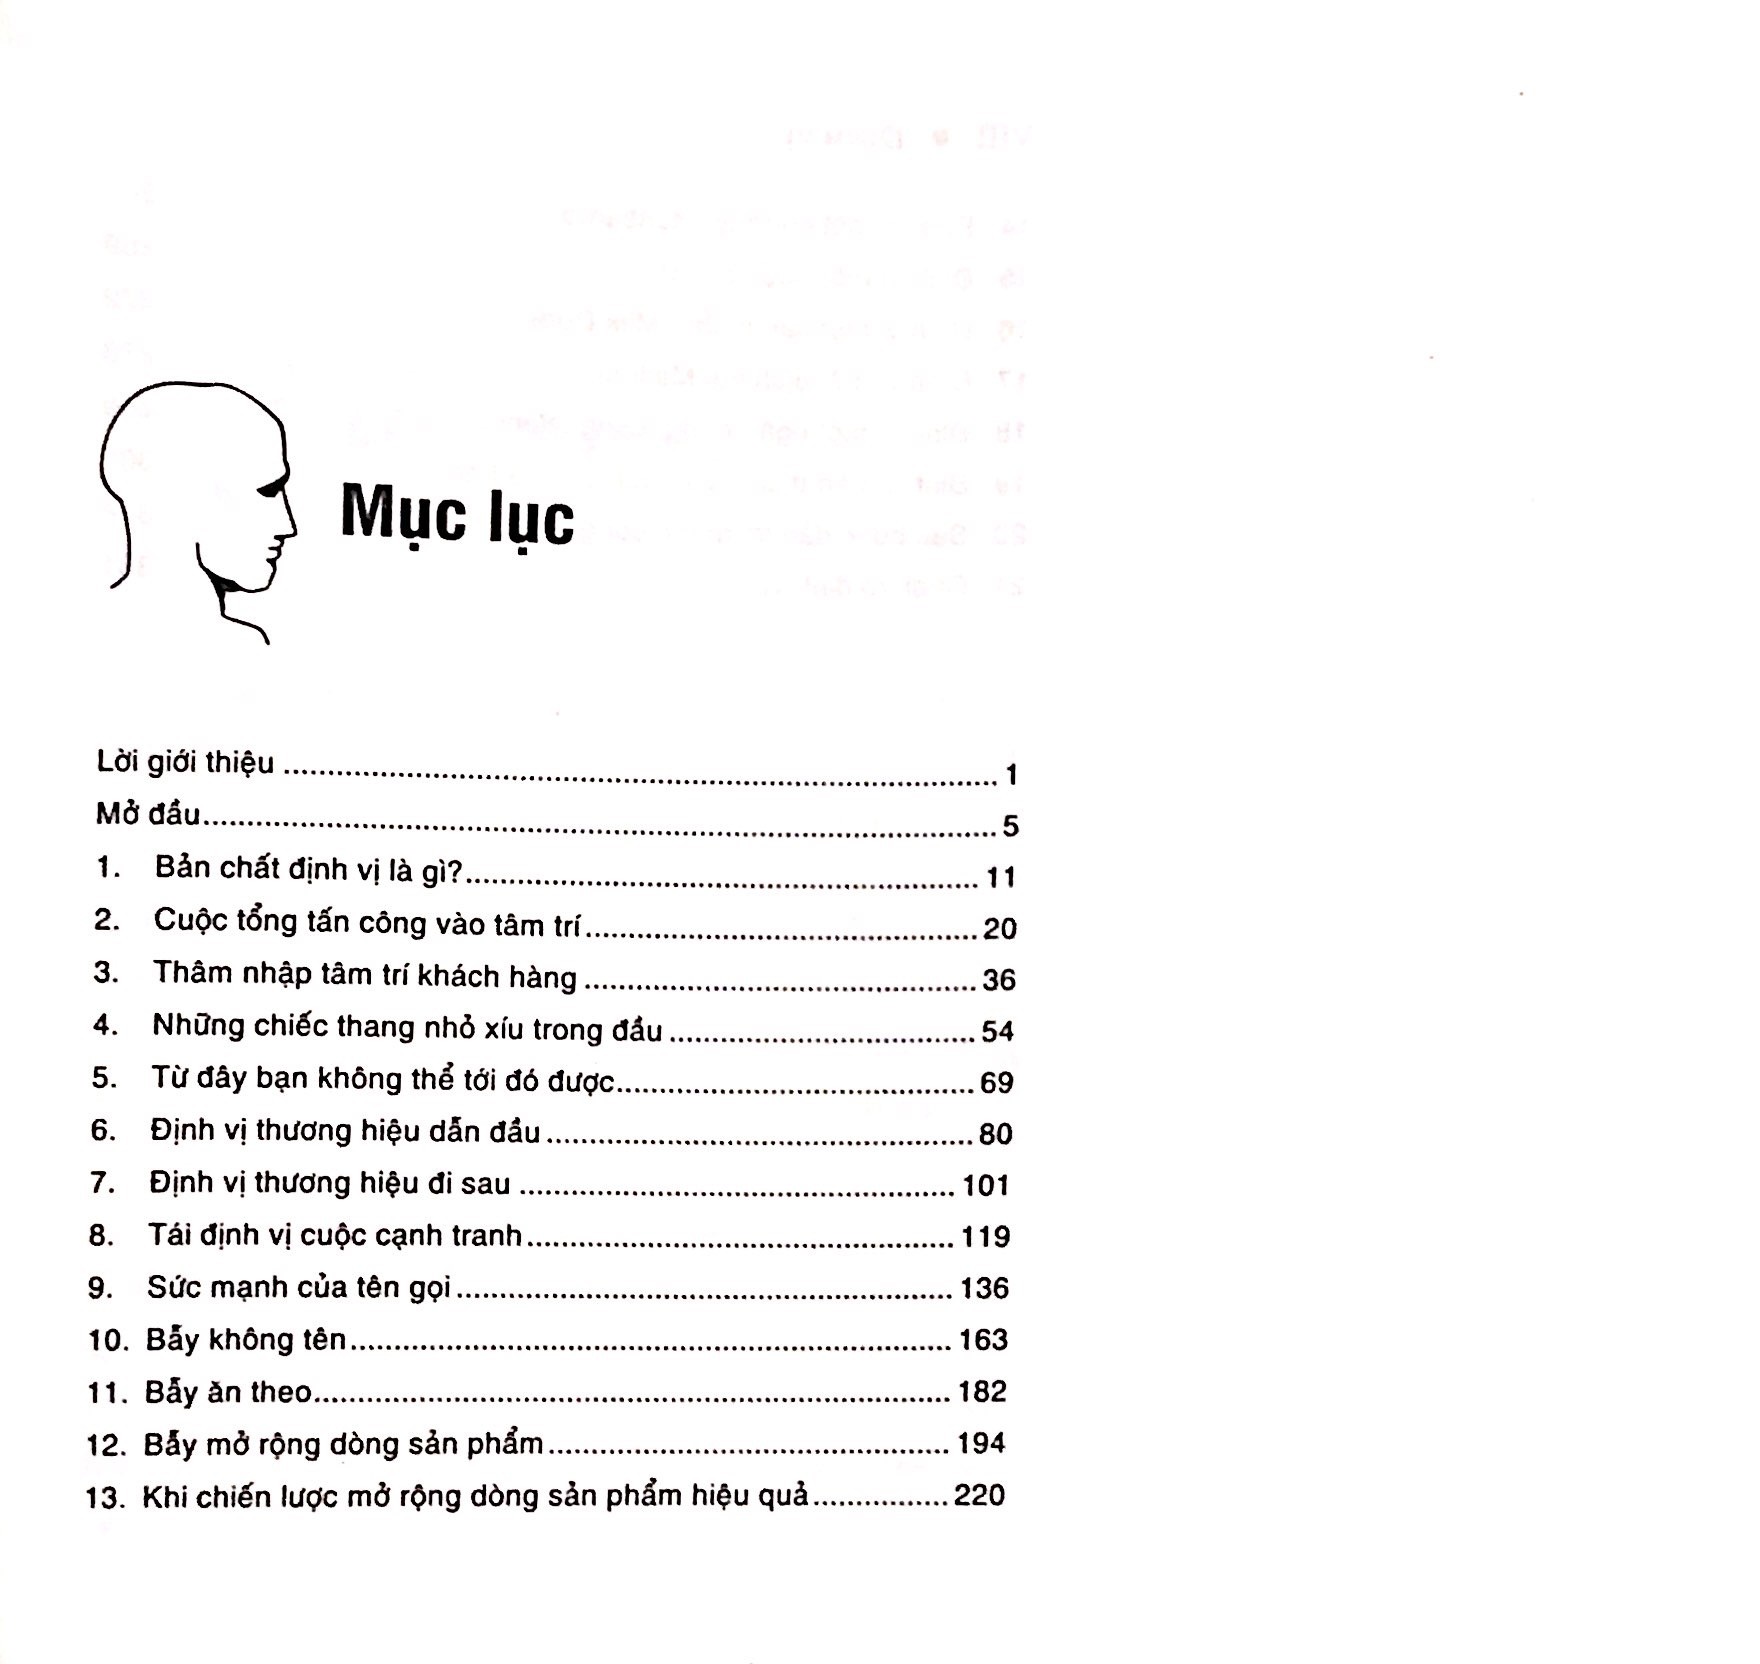 Mục lục
Lời giới thiệu ........ 1
Mở đầu ........ 5
1. Bản chất định vị là gì? ........ 11
2. Cuộc tổng tấn công vào tâm trí ........ 20
3. Thâm nhập tâm trí khách hàng ........ 36
4. Những chiếc thang nhỏ xíu trong đầu ........ 54
5. Từ đây bạn không thể tới đó được ........ 69
6. Định vị thương hiệu dẫn đầu ........ 80
7. Định vị thương hiệu đi sau ........ 101
8. Tái định vị cuộc cạnh tranh ........ 119
9. Sức mạnh của tên gọi ........ 136
10. Bẫy không tên ........ 163
11. Bẫy ăn theo ........ 182
12. Bẫy mở rộng dòng sản phẩm ........ 194
13. Khi chiến lược mở rộng dòng sản phẩm hiệu quả ........ 220